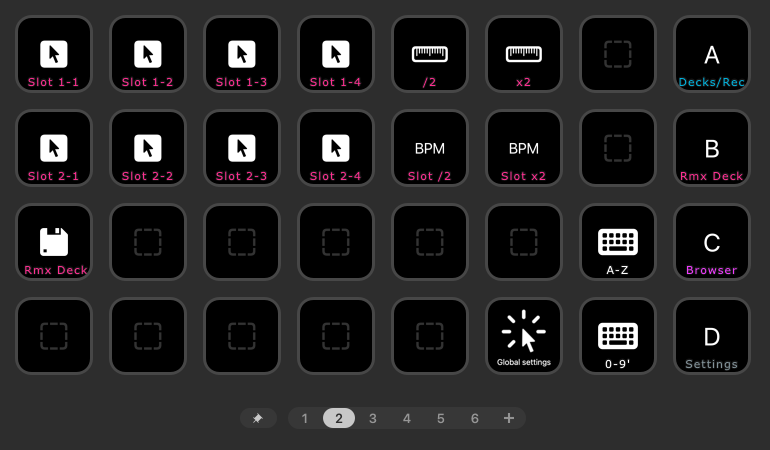 Slot 1-1
Slot 1-2
Slot 1-3
Slot 1-4
/2
x2
A
Decks/Rec
Slot 2-1
Slot 2-2
Slot 2-3
Slot 2-4
BPM
Slot /2
BPM
Slot x2
B
Rmx Deck
Rmx Deck
A-Z
C
Browser
Global settings
0-9'
D
Settings
1 2 3 4 5 6 +